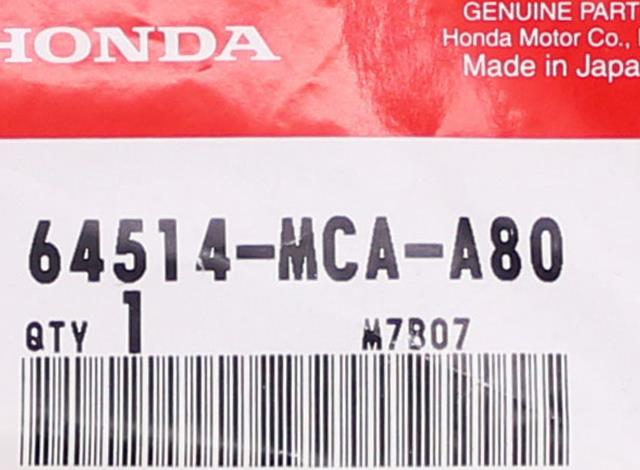 HONDA
GENUINE PART
Honda Motor Co.,
Made in Japa
64514-MCA-A80
QTY 1 M7B07